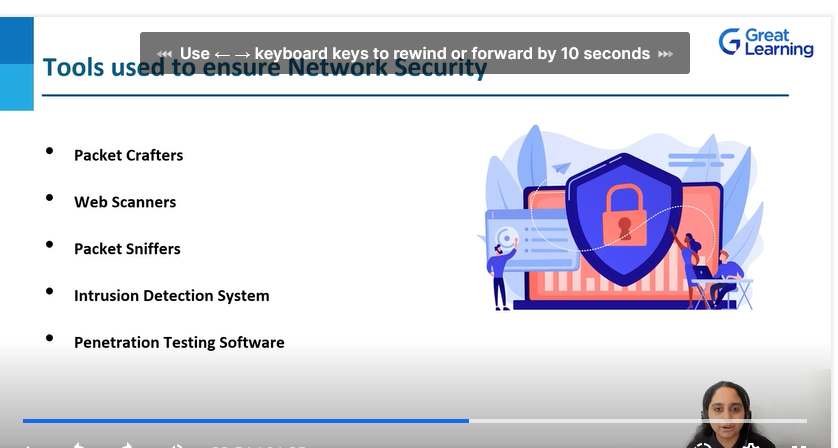 Use ←→ keyboard keys to rewind or forward by 10 seconds
Great
Learning
Tools used to ensure Network Security
• Packet Crafters
• Web Scanners
• Packet Sniffers
• Intrusion Detection System
• Penetration Testing Software